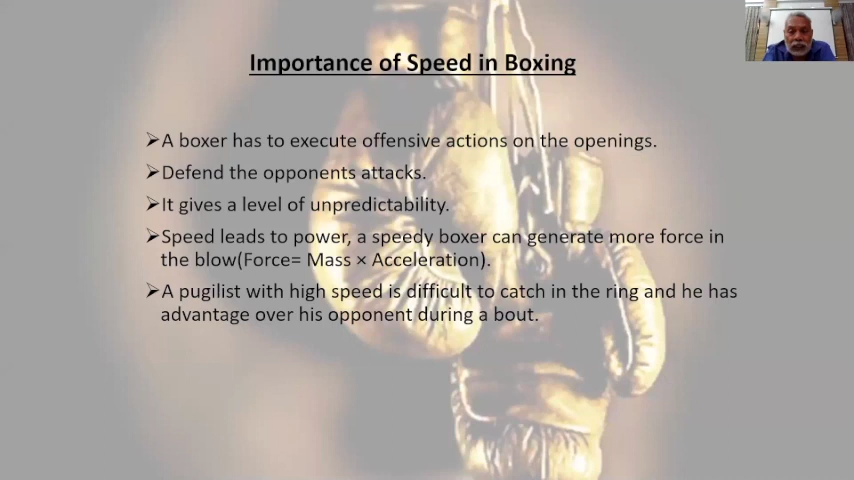 Importance of Speed in Boxing
➢A boxer has to execute offensive actions on the openings.
➢Defend the opponents attacks.
➢It gives a level of unpredictability.
➢Speed leads to power, a speedy boxer can generate more force in
the blow(Force= Mass × Acceleration).
➢A pugilist with high speed is difficult to catch in the ring and he has
advantage over his opponent during a bout.